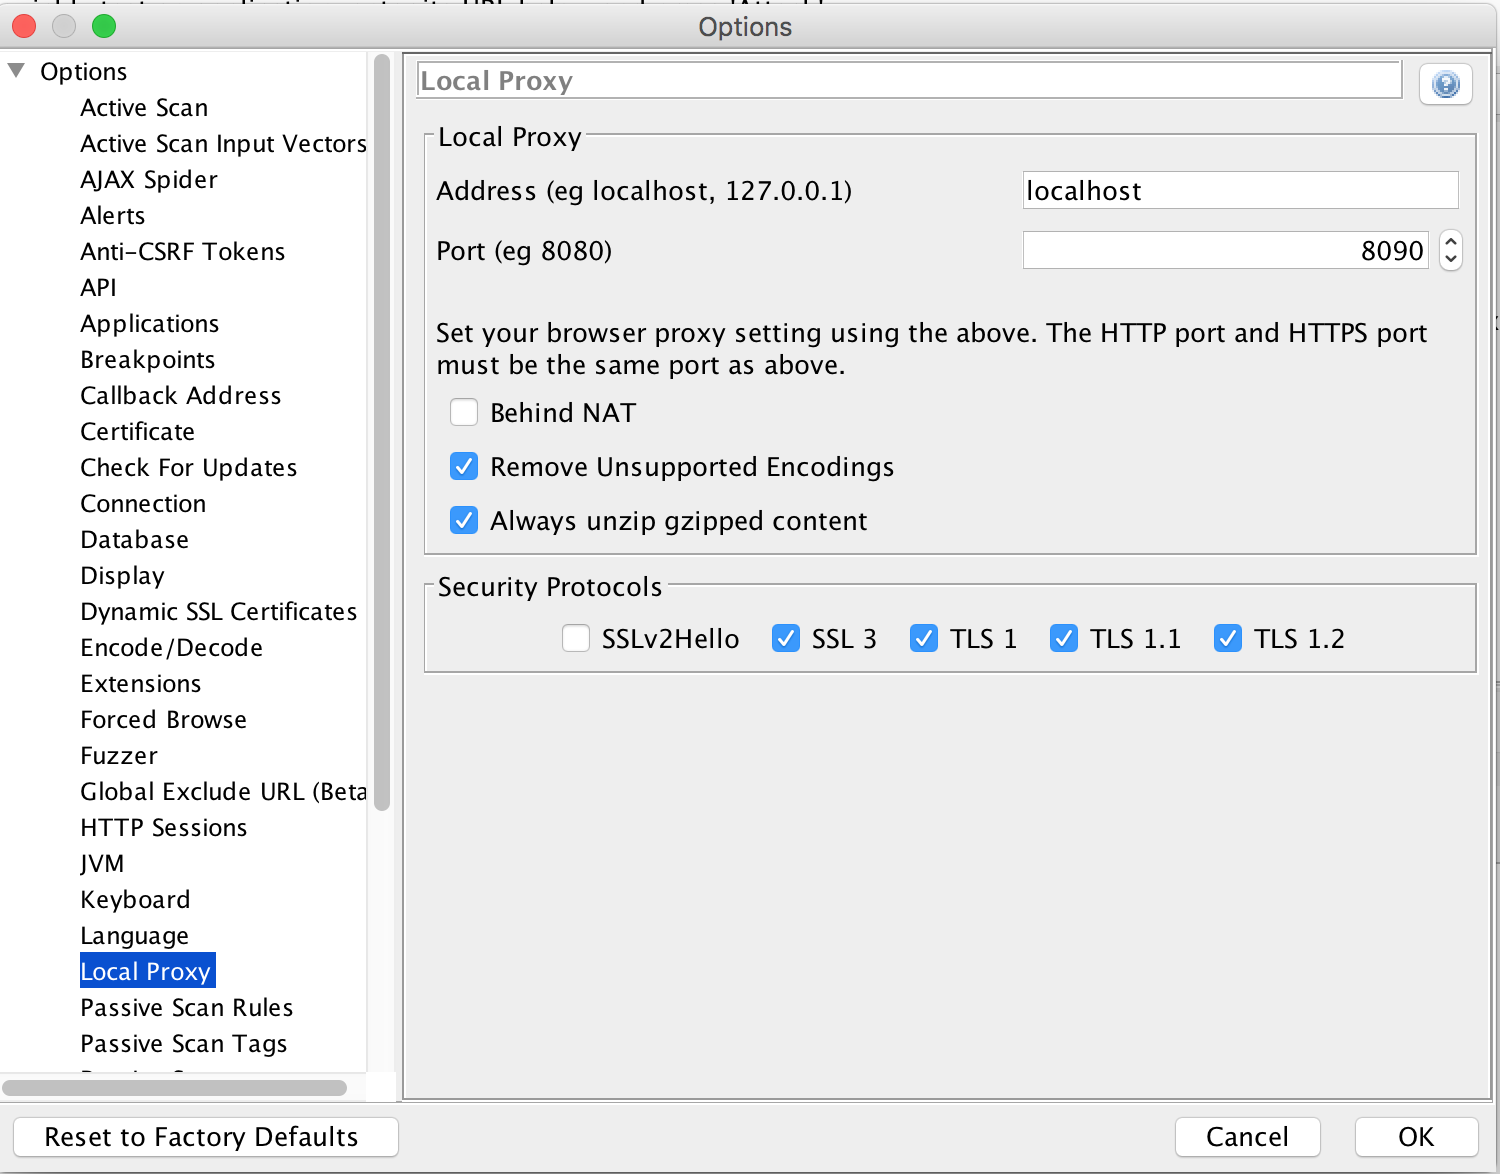 Options
Options
Active Scan
Active Scan Input Vectors
AJAX Spider
Alerts
Anti-CSRF Tokens
API
Applications
Breakpoints
Callback Address
Certificate
Check For Updates
Connection
Database
Display
Dynamic SSL Certificates
Encode/Decode
Extensions
Forced Browse
Fuzzer
Global Exclude URL (Beta
HTTP Sessions
JVM
Keyboard
Language
Local Proxy
Passive Scan Rules
Passive Scan Tags
Local Proxy
Local Proxy
Address (eg localhost, 127.0.0.1)
localhost
Port (eg 8080)
8090
Set your browser proxy setting using the above. The HTTP port and HTTPS port
must be the same port as above.
Behind NAT
Remove Unsupported Encodings
Always unzip gzipped content
Security Protocols
SSLv2Hello
SSL 3
TLS 1
TLS 1.1
TLS 1.2
Reset to Factory Defaults
Cancel
OK